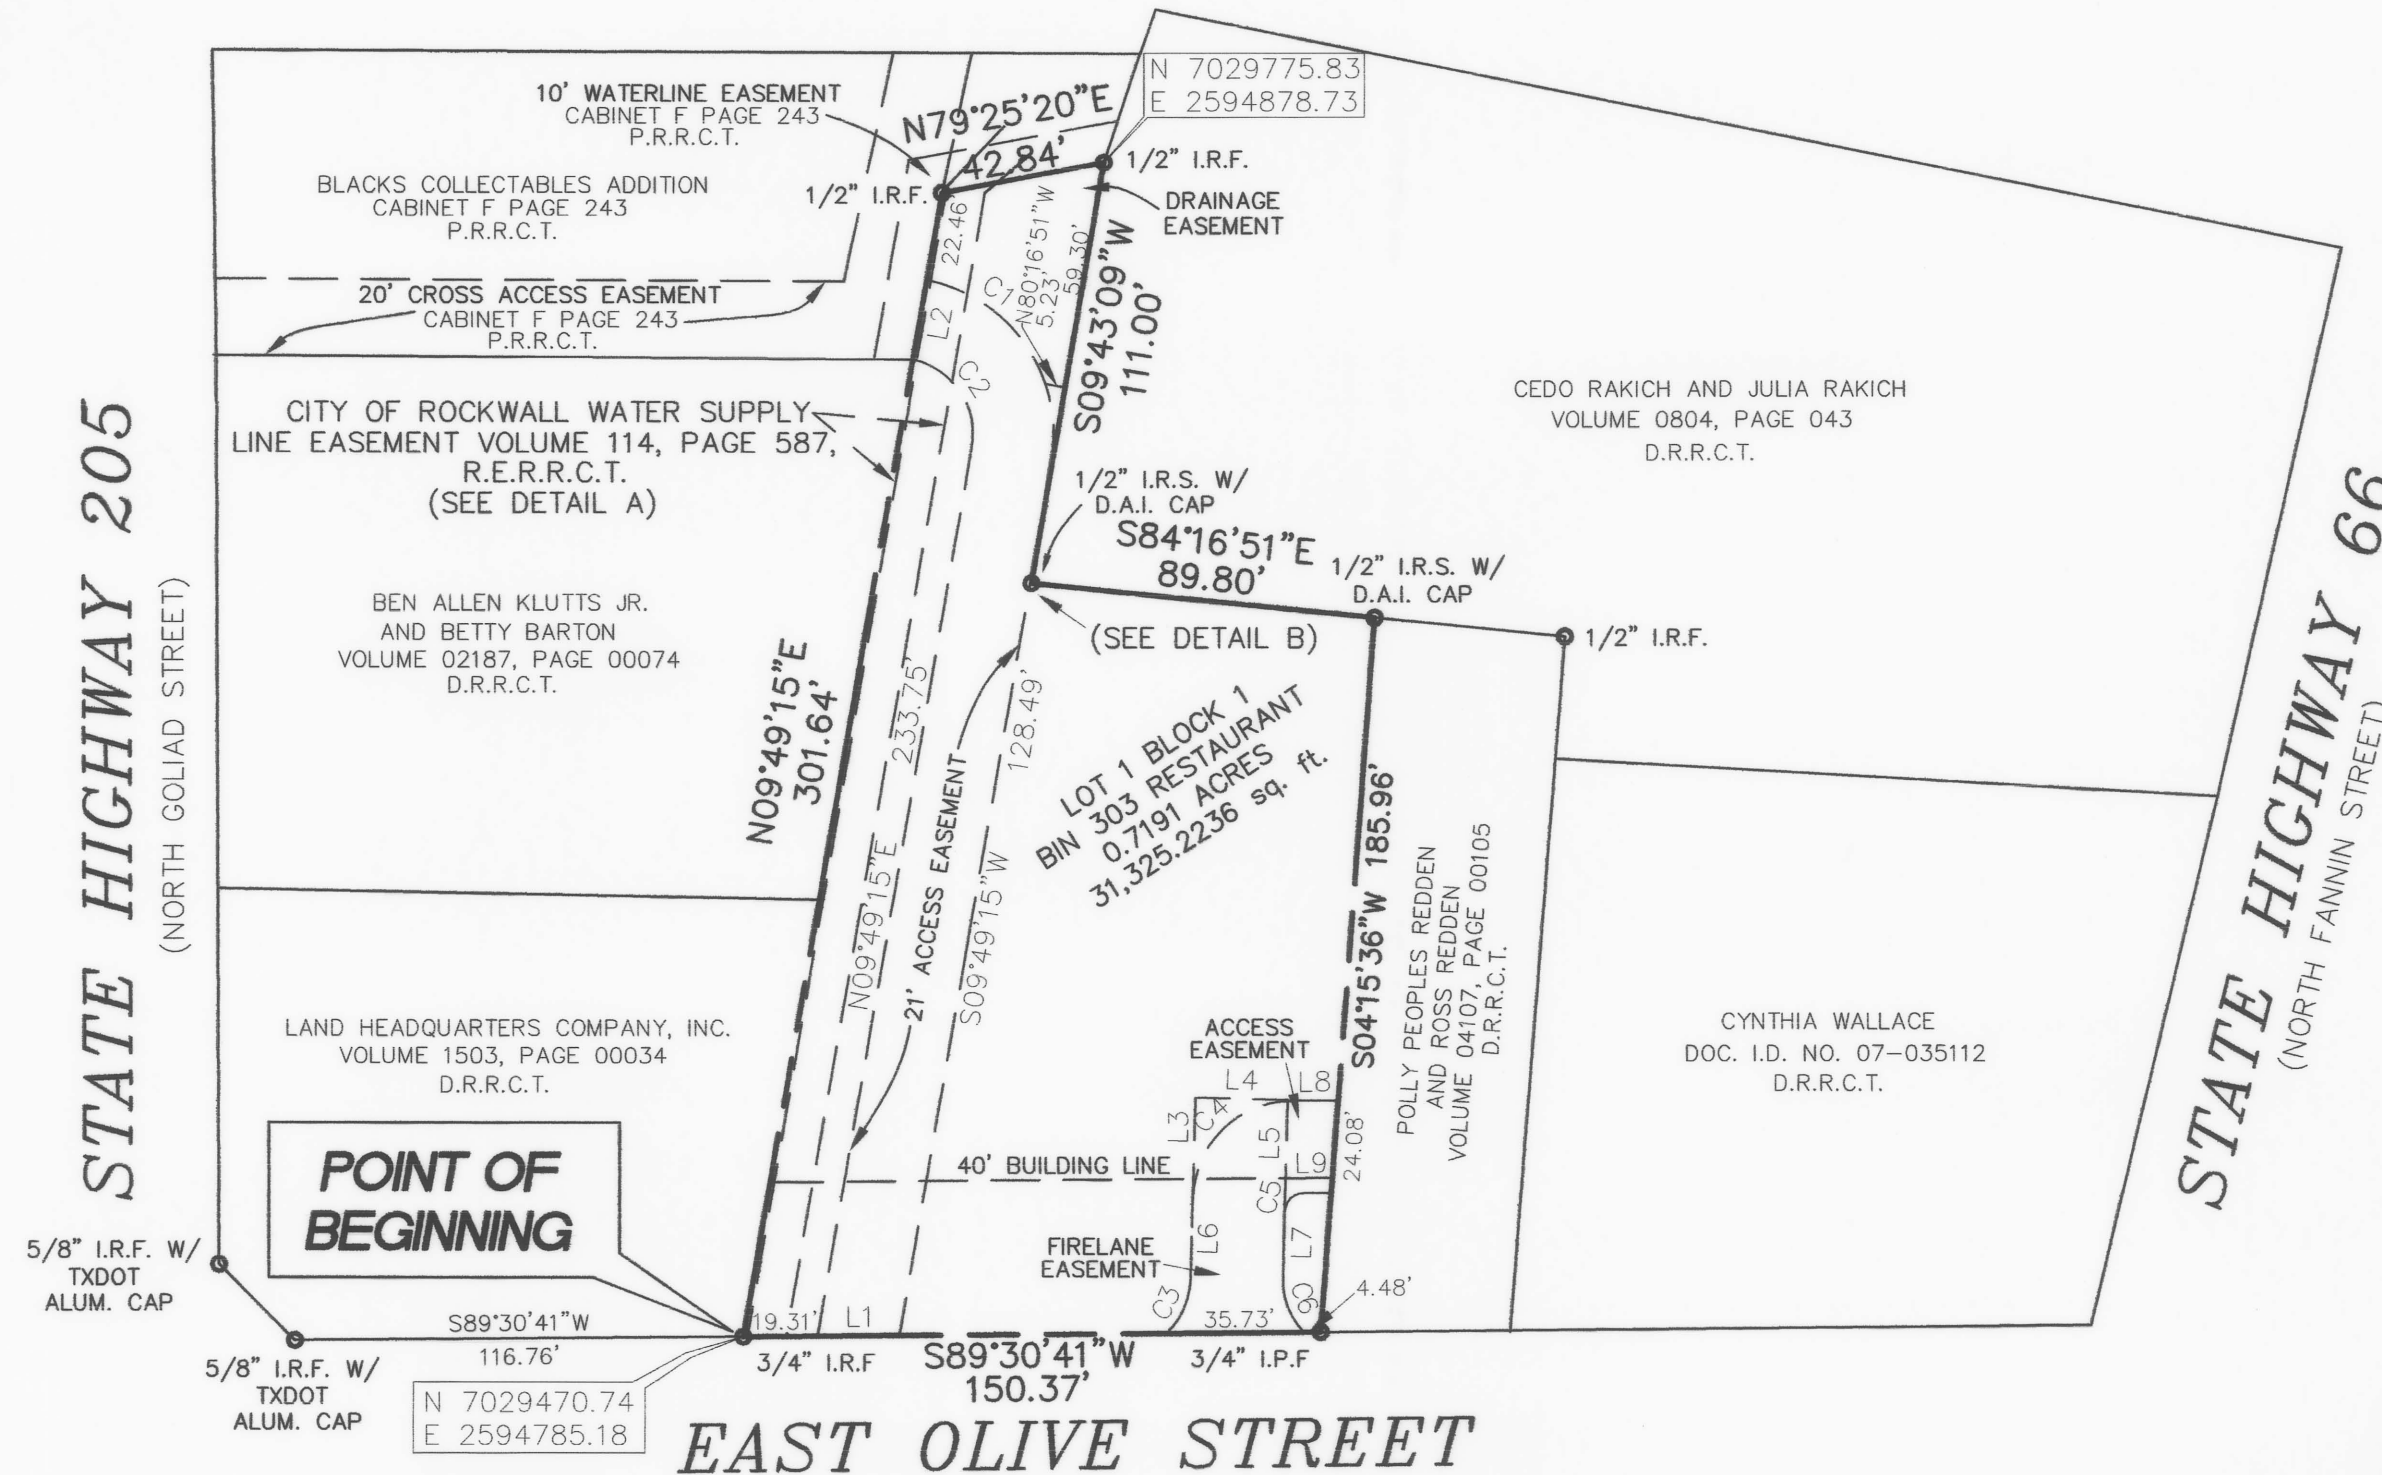 10' WATERLINE EASEMENT
CABINET F PAGE 243
P.R.R.C.T.
N79°25'20"E
42.84'
N 7029775.83
E 2594878.73
1/2" I.R.F.
1/2" I.R.F.
DRAINAGE
EASEMENT
BLACKS COLLECTABLES ADDITION
CABINET F PAGE 243
P.R.R.C.T.
20' CROSS ACCESS EASEMENT
CABINET F PAGE 243
P.R.R.C.T.
22.46'
L2
C1
N80°16'51"W
5.23'
59.30'
S09°43'09"W
111.00'
C2
CITY OF ROCKWALL WATER SUPPLY
LINE EASEMENT VOLUME 114, PAGE 587,
R.E.R.R.C.T.
(SEE DETAIL A)
CEDO RAKICH AND JULIA RAKICH
VOLUME 0804, PAGE 043
D.R.R.C.T.
1/2" I.R.S. W/
D.A.I. CAP
S84°16'51"E
89.80'
1/2" I.R.S. W/
D.A.I. CAP
1/2" I.R.F.
(SEE DETAIL B)
STATE HIGHWAY 205
(NORTH GOLIAD STREET)
BEN ALLEN KLUTTS JR.
AND BETTY BARTON
VOLUME 02187, PAGE 00074
D.R.R.C.T.
N09°49'15"E
301.64'
233.75'
N09°49'15"E
21' ACCESS EASEMENT
128.49'
S09°49'15"W
LOT 1 BLOCK 1
BIN 303 RESTAURANT
0.7191 ACRES
31,325.2236 sq. ft.
S04°15'36"W 185.96'
POLLY PEOPLES REDDEN
AND ROSS REDDEN
VOLUME 04107, PAGE 00105
D.R.R.C.T.
STATE HIGHWAY 66
(NORTH FANNIN STREET)
LAND HEADQUARTERS COMPANY, INC.
VOLUME 1503, PAGE 00034
D.R.R.C.T.
CYNTHIA WALLACE
DOC. I.D. NO. 07-035112
D.R.R.C.T.
ACCESS
EASEMENT
L4
L8
L3
C4
L5
L9
24.08'
40' BUILDING LINE
C5
L6
L7
FIRELANE
EASEMENT
C3
C6
4.48'
35.73'
POINT OF
BEGINNING
5/8" I.R.F. W/
TXDOT
ALUM. CAP
S89°30'41"W
116.76'
19.31'
L1
3/4" I.R.F
S89°30'41"W
150.37'
3/4" I.P.F
5/8" I.R.F. W/
TXDOT
ALUM. CAP
N 7029470.74
E 2594785.18
EAST OLIVE STREET